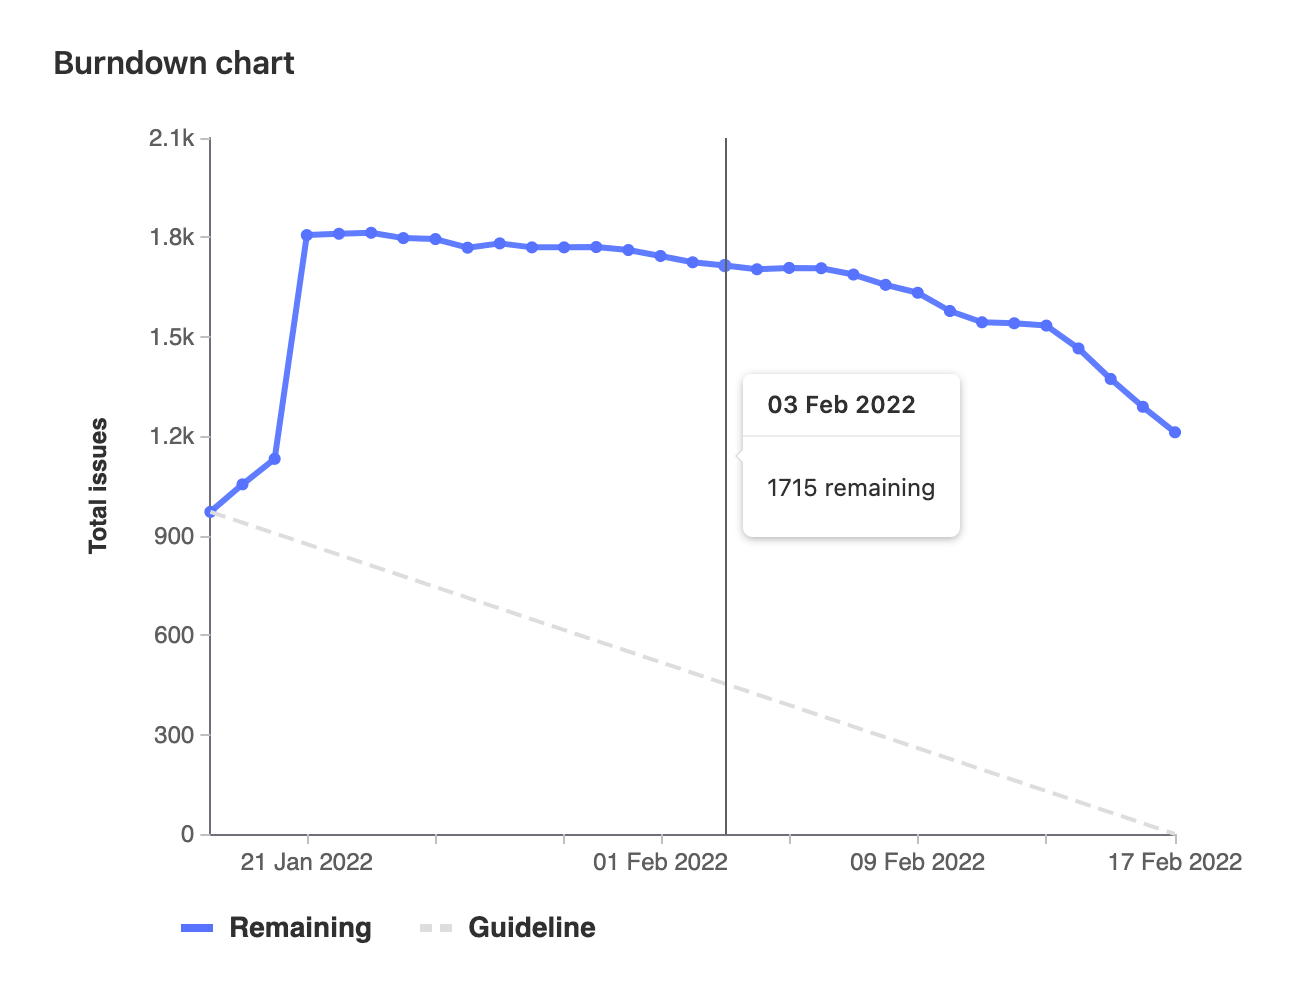 Burndown chart
2.1k
1.8k
1.5k
1.2k
900
600
300
0
Total issues
03 Feb 2022
1715 remaining
21 Jan 2022
01 Feb 2022
09 Feb 2022
17 Feb 2022
Remaining
Guideline